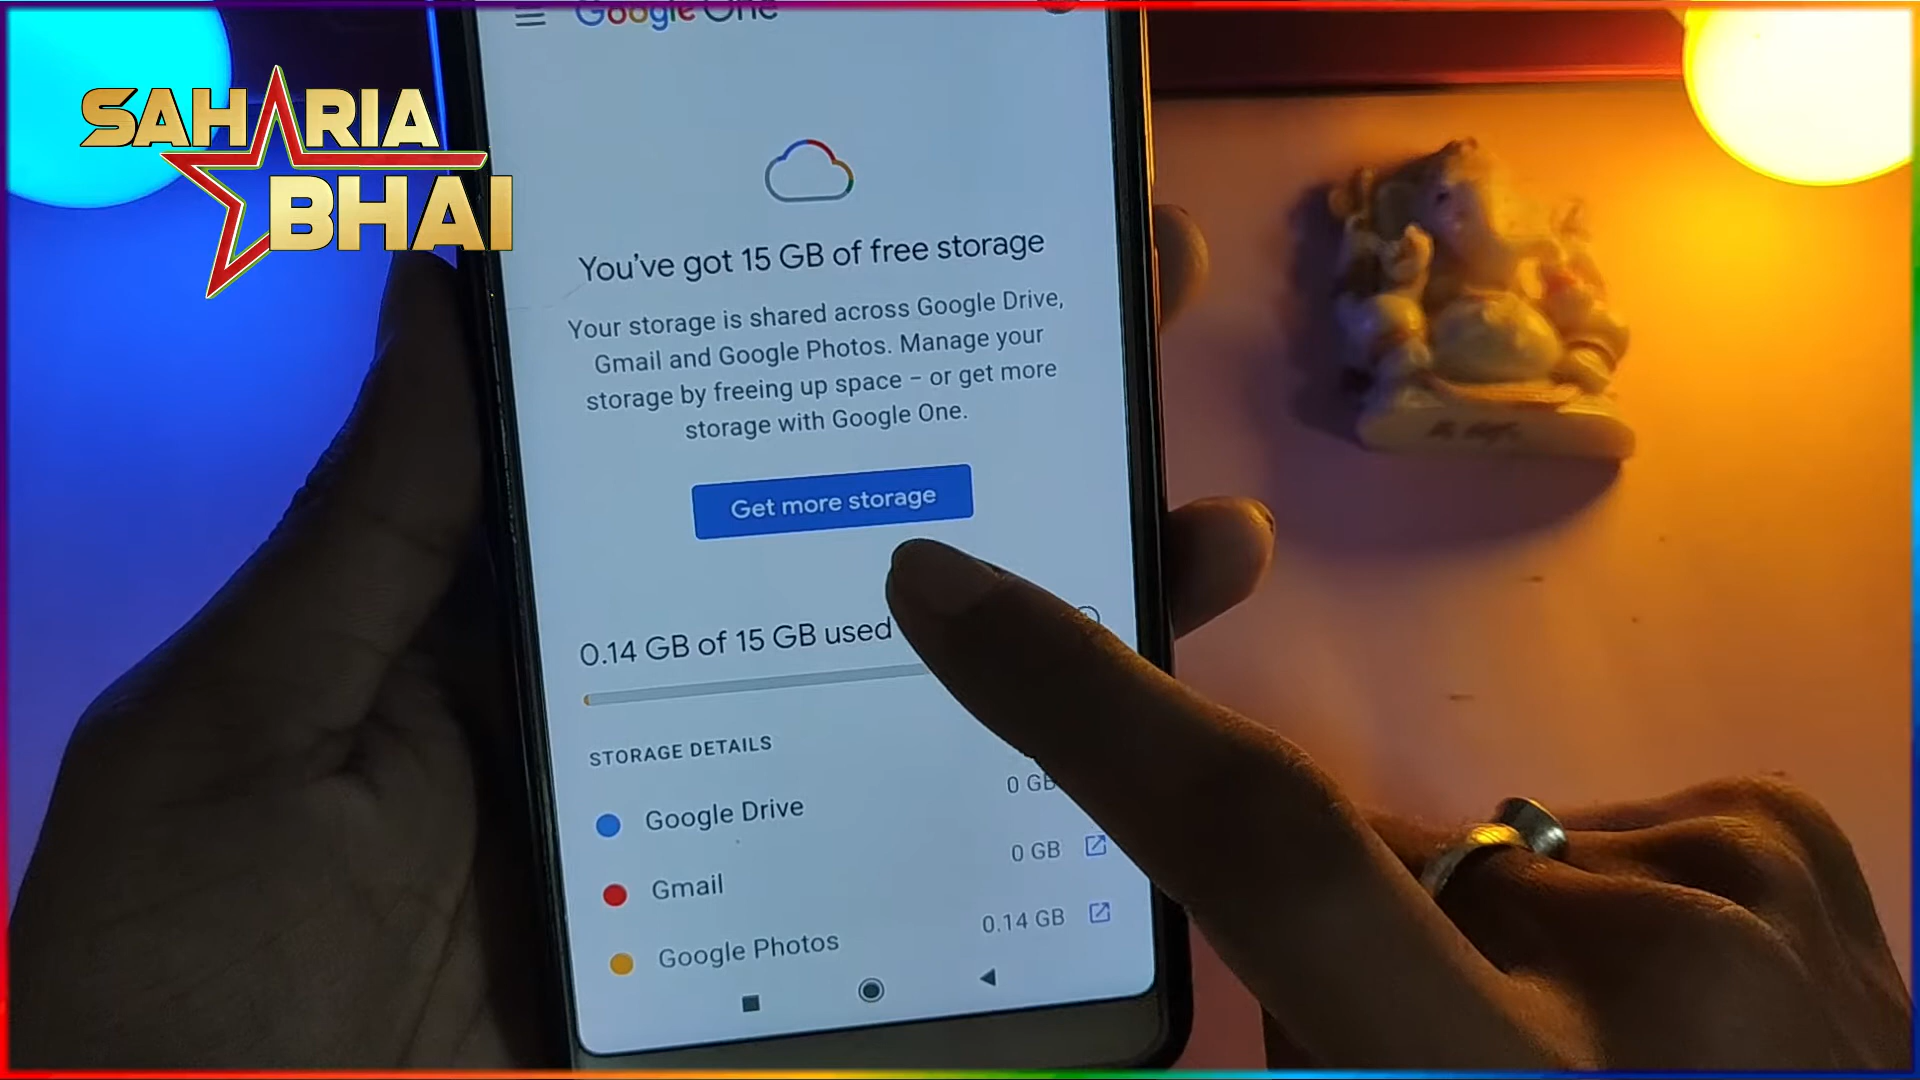 Google One
SAHARIA
BHAI
You've got 15 GB of free storage
Your storage is shared across Google Drive,
Gmail and Google Photos. Manage your
storage by freeing up space – or get more
storage with Google One.
Get more storage
0.14 GB of 15 GB used
STORAGE DETAILS
Google Drive 0 GB
Gmail 0 GB
Google Photos 0.14 GB